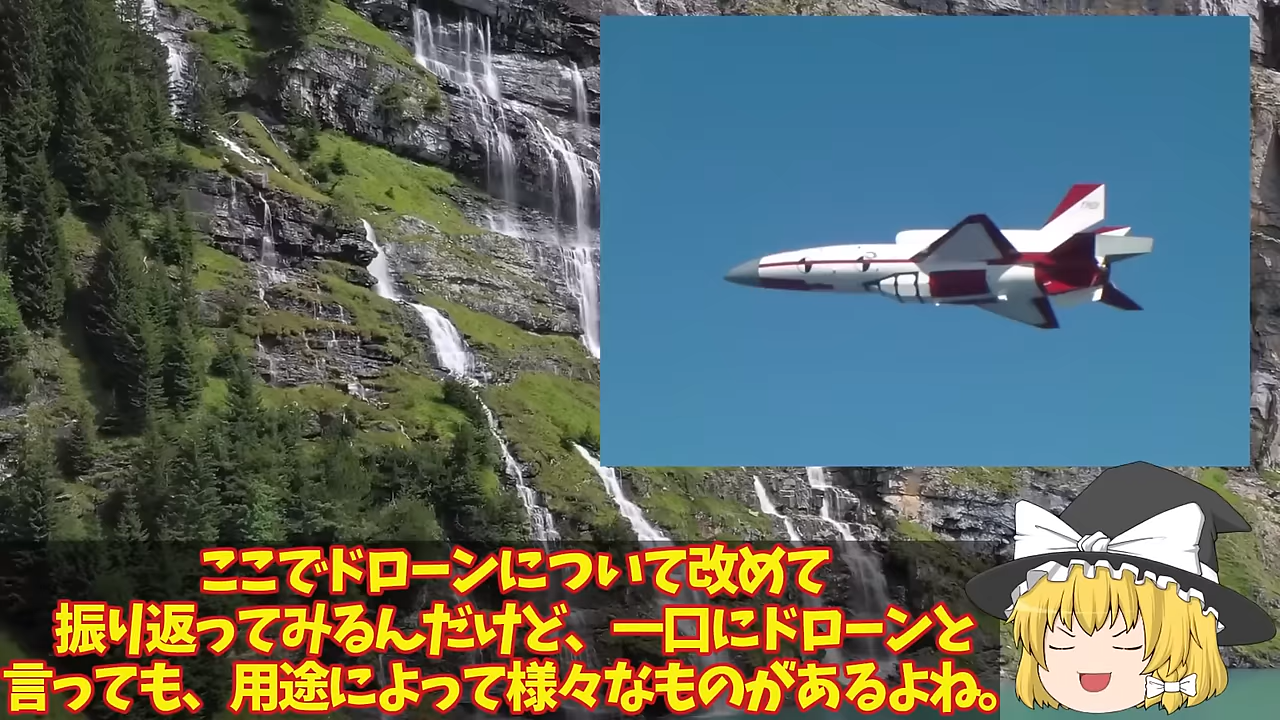 ここでドローンについて改めて
振り返ってみるんだけど、一口にドローンと
言っても、用途によって様々なものがあるよね。